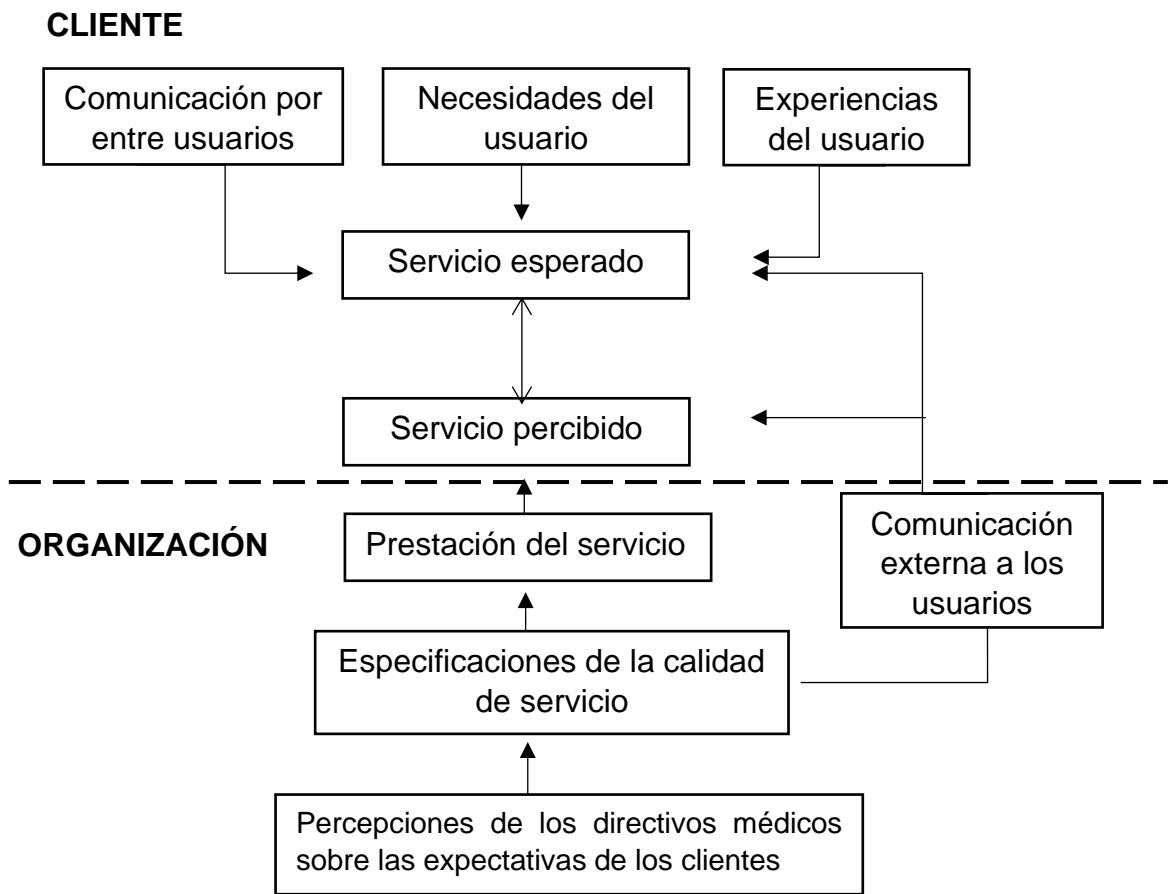 CLIENTE
Comunicación por
entre usuarios
Necesidades del
usuario
Experiencias
del usuario
Servicio esperado
Servicio percibido
ORGANIZACIÓN
Prestación del servicio
Comunicación
externa a los
usuarios
Especificaciones de la calidad
de servicio
Percepciones de los directivos médicos
sobre las expectativas de los clientes